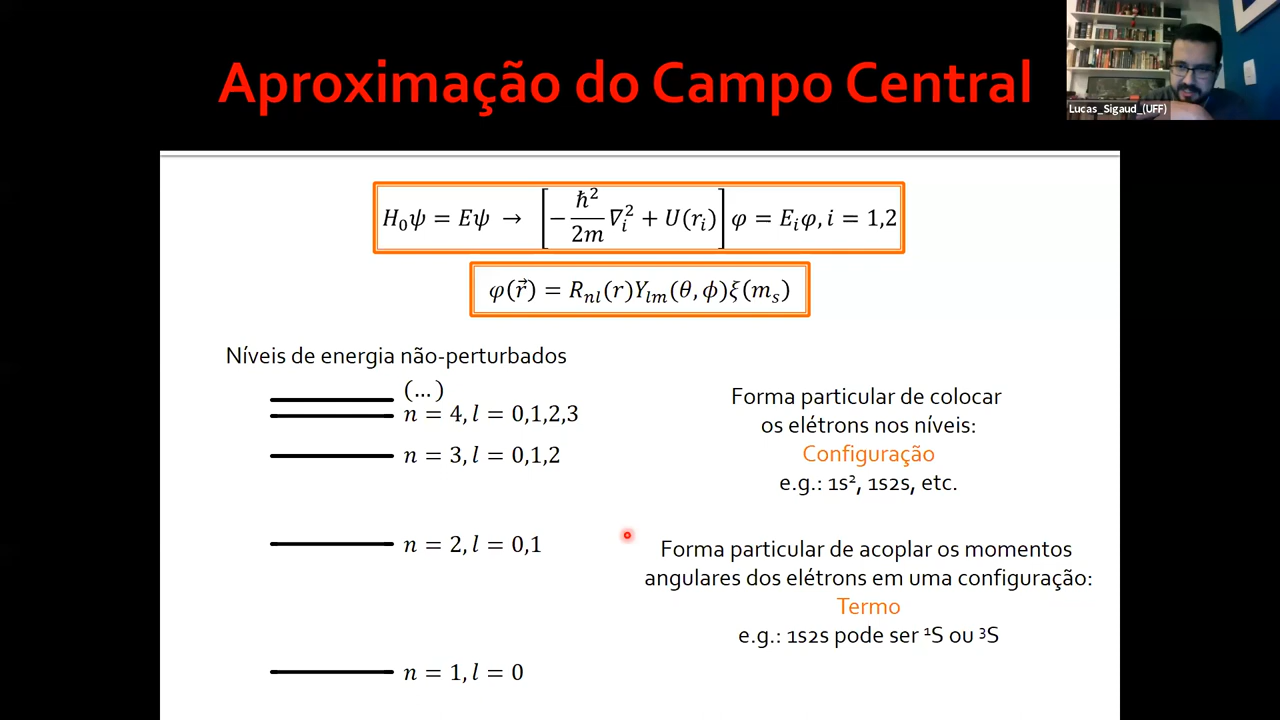 Aproximação do Campo Central
Lucas_Sigaud_(UFF)
H₀ψ = Eψ → [−ℏ²/2m ∇ᵢ² + U(rᵢ)] φ = Eᵢφ, i = 1,2
φ(r⃗) = Rₙₗ(r)Yₗₘ(θ, ϕ)ξ(mₛ)
Níveis de energia não-perturbados
(…)
n = 4, l = 0,1,2,3
n = 3, l = 0,1,2
n = 2, l = 0,1
n = 1, l = 0
Forma particular de colocar
os elétrons nos níveis:
Configuração
e.g.: 1s², 1s2s, etc.
Forma particular de acoplar os momentos
angulares dos elétrons em uma configuração:
Termo
e.g.: 1s2s pode ser ¹S ou ³S